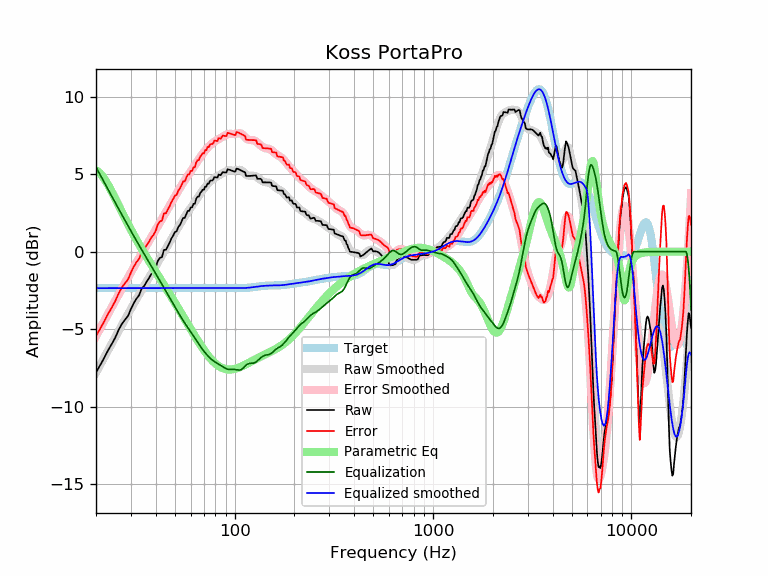 Koss PortaPro
10
5
0
−5
−10
−15
Amplitude (dBr)
Target
Raw Smoothed
Error Smoothed
Raw
Error
Parametric Eq
Equalization
Equalized smoothed
100
1000
10000
Frequency (Hz)